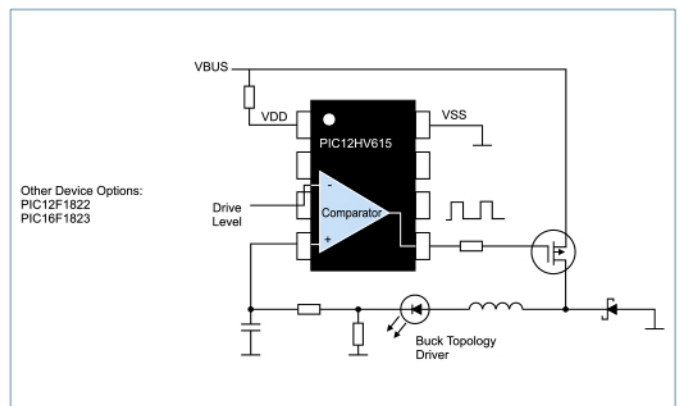 VBUS
VDD
VSS
PIC12HV615
Other Device Options:
PIC12F1822
PIC16F1823
Drive
Level
-
Comparator
+
Buck Topology
Driver